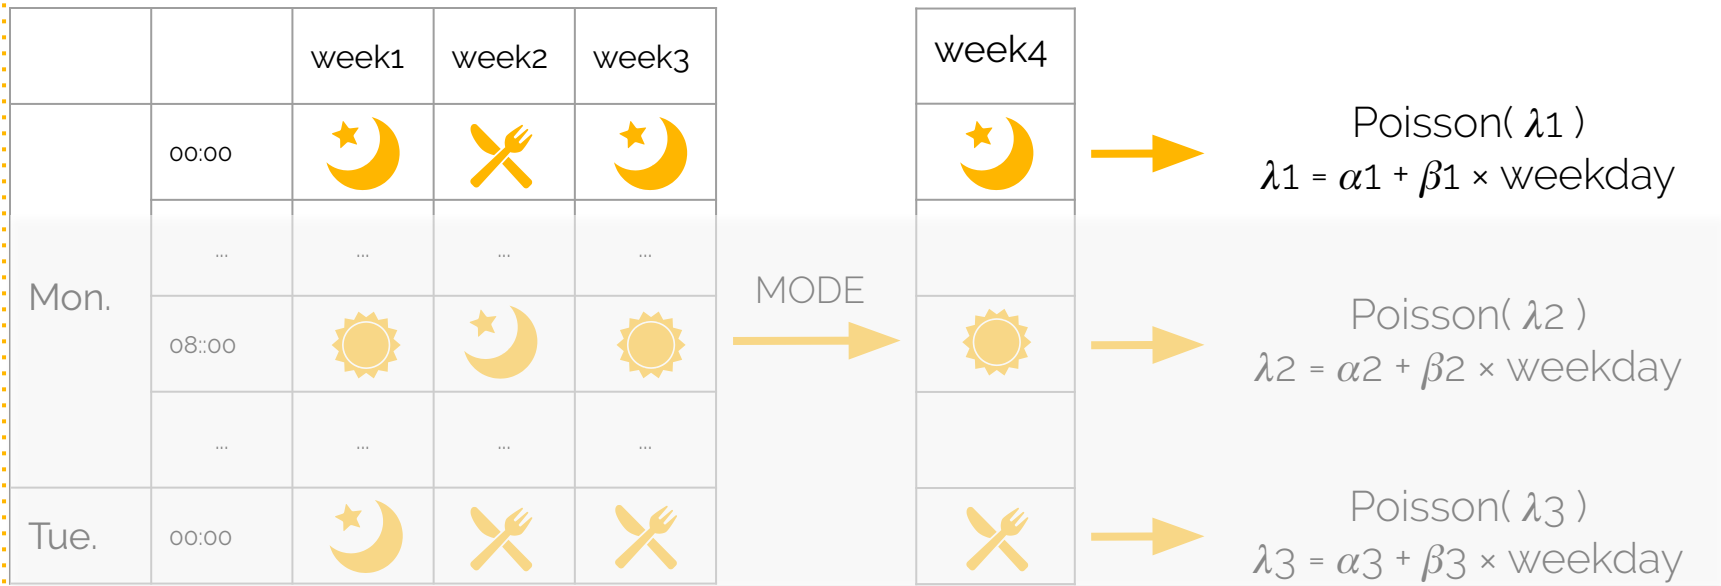 week1 week2 week3 week4
00:00
Poisson( λ1 )
λ1 = α1 + β1 × weekday
... ... ... ...
Mon.
MODE
08::00
Poisson( λ2 )
λ2 = α2 + β2 × weekday
... ... ... ...
Tue. 00:00
Poisson( λ3 )
λ3 = α3 + β3 × weekday